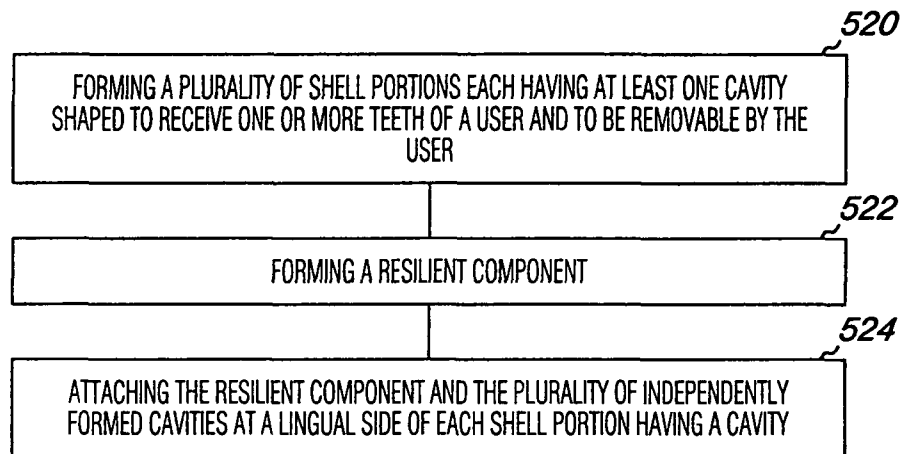 520
FORMING A PLURALITY OF SHELL PORTIONS EACH HAVING AT LEAST ONE CAVITY
SHAPED TO RECEIVE ONE OR MORE TEETH OF A USER AND TO BE REMOVABLE BY THE
USER
522
FORMING A RESILIENT COMPONENT
524
ATTACHING THE RESILIENT COMPONENT AND THE PLURALITY OF INDEPENDENTLY
FORMED CAVITIES AT A LINGUAL SIDE OF EACH SHELL PORTION HAVING A CAVITY